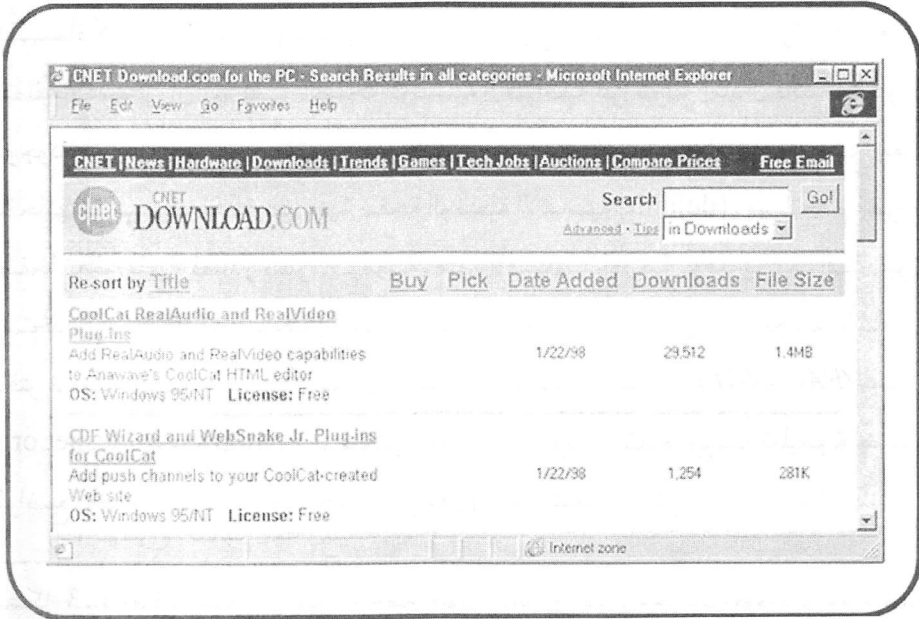 CNET Download.com for the PC - Search Results in all categories - Microsoft Internet Explorer
File Edit View Go Favorites Help
CNET | News | Hardware | Downloads | Trends | Games | Tech Jobs | Auctions | Compare Prices Free Email
c|net CNET DOWNLOAD.COM
Search Go!
Advanced · Tips in Downloads
Re-sort by Title Buy Pick Date Added Downloads File Size
CoolCat RealAudio and RealVideo
Plug-ins
Add RealAudio and RealVideo capabilities 1/22/98 29,512 1.4MB
to Anawave's CoolCat HTML editor
OS: Windows 95/NT License: Free
CDF Wizard and WebSnake Jr. Plug-ins
for CoolCat
Add push channels to your CoolCat-created 1/22/98 1,254 281K
Web site
OS: Windows 95/NT License: Free
Internet zone